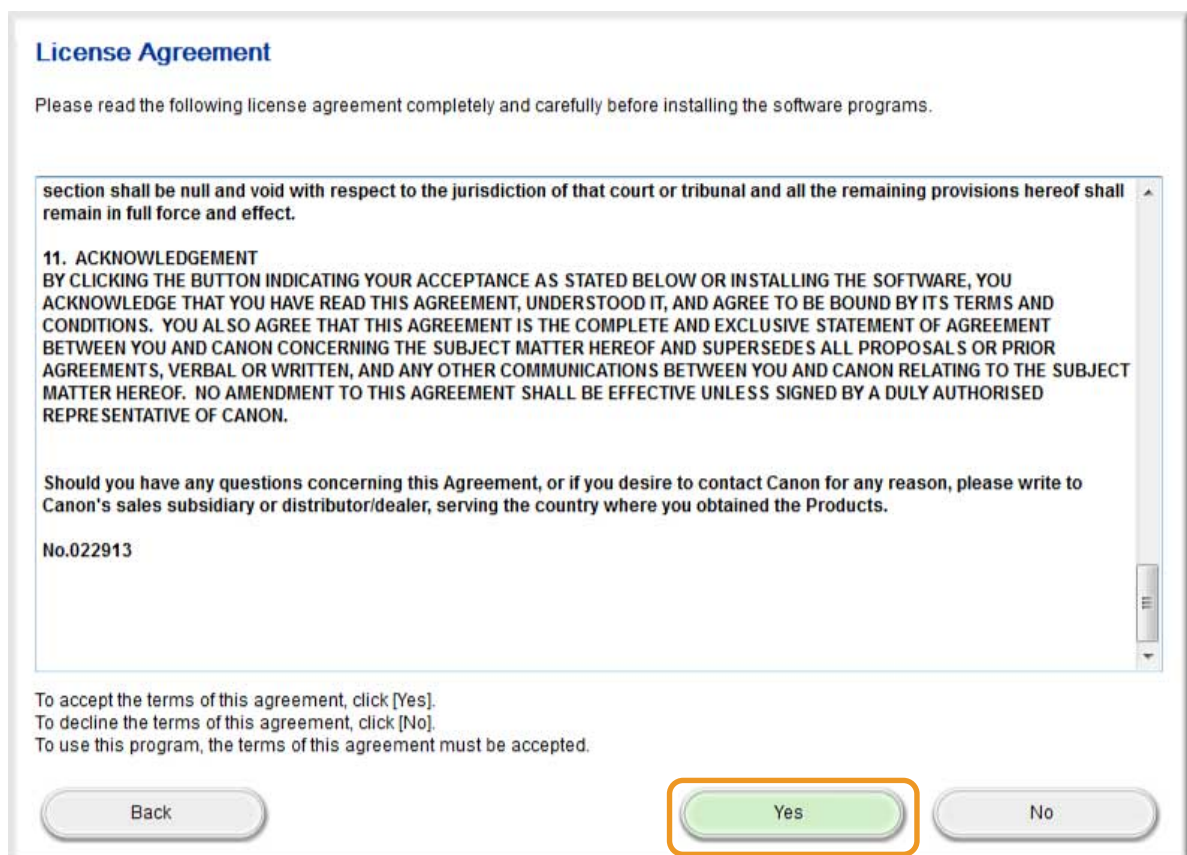 License Agreement
Please read the following license agreement completely and carefully before installing the software programs.
section shall be null and void with respect to the jurisdiction of that court or tribunal and all the remaining provisions hereof shall
remain in full force and effect.
11.  ACKNOWLEDGEMENT
BY CLICKING THE BUTTON INDICATING YOUR ACCEPTANCE AS STATED BELOW OR INSTALLING THE SOFTWARE, YOU
ACKNOWLEDGE THAT YOU HAVE READ THIS AGREEMENT, UNDERSTOOD IT, AND AGREE TO BE BOUND BY ITS TERMS AND
CONDITIONS.  YOU ALSO AGREE THAT THIS AGREEMENT IS THE COMPLETE AND EXCLUSIVE STATEMENT OF AGREEMENT
BETWEEN YOU AND CANON CONCERNING THE SUBJECT MATTER HEREOF AND SUPERSEDES ALL PROPOSALS OR PRIOR
AGREEMENTS, VERBAL OR WRITTEN, AND ANY OTHER COMMUNICATIONS BETWEEN YOU AND CANON RELATING TO THE SUBJECT
MATTER HEREOF.  NO AMENDMENT TO THIS AGREEMENT SHALL BE EFFECTIVE UNLESS SIGNED BY A DULY AUTHORISED
REPRESENTATIVE OF CANON.
Should you have any questions concerning this Agreement, or if you desire to contact Canon for any reason, please write to
Canon's sales subsidiary or distributor/dealer, serving the country where you obtained the Products.
No.022913
To accept the terms of this agreement, click [Yes].
To decline the terms of this agreement, click [No].
To use this program, the terms of this agreement must be accepted.
Back Yes No